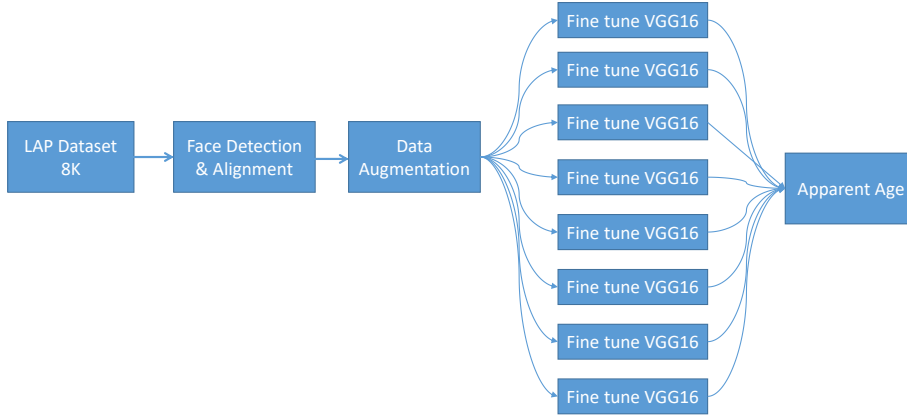 LAP Dataset
8K
Face Detection
& Alignment
Data
Augmentation
Fine tune VGG16
Fine tune VGG16
Fine tune VGG16
Fine tune VGG16
Fine tune VGG16
Fine tune VGG16
Fine tune VGG16
Fine tune VGG16
Apparent Age